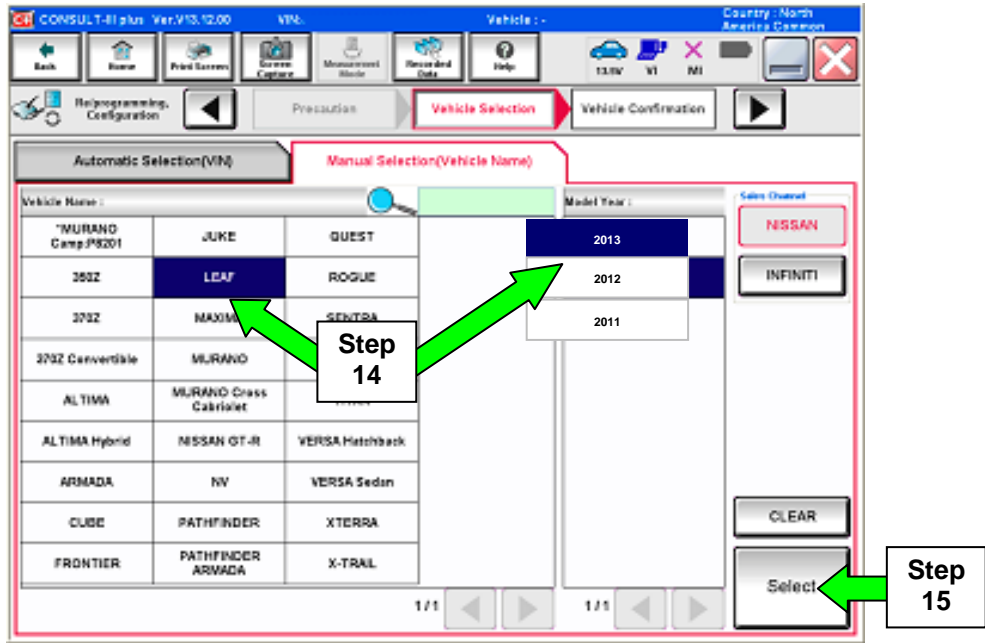 CONSULT-III plus Ver.V13.12.00 VIN:- Vehicle : - Country : North
America Common
Back Home Print Screen Screen
Capture Measurement
Mode Recorded
Data Help 13.1V VI MI
Re/programming,
Configuration Precaution Vehicle Selection Vehicle Confirmation
Automatic Selection(VIN) Manual Selection(Vehicle Name)
Vehicle Name : Model Year : Sales Channel
*MURANO
Camp:P8201 JUKE QUEST 2013 NISSAN
350Z LEAF ROGUE 2012 INFINITI
370Z SENTRA 2011
Step
14
370Z Convertible MURANO
ALTIMA MURANO Cross
Cabriolet
ALTIMA Hybrid NISSAN GT-R VERSA Hatchback
ARMADA NV VERSA Sedan
CUBE PATHFINDER XTERRA CLEAR
FRONTIER PATHFINDER
ARMADA X-TRAIL Select Step
15
1/1 1/1